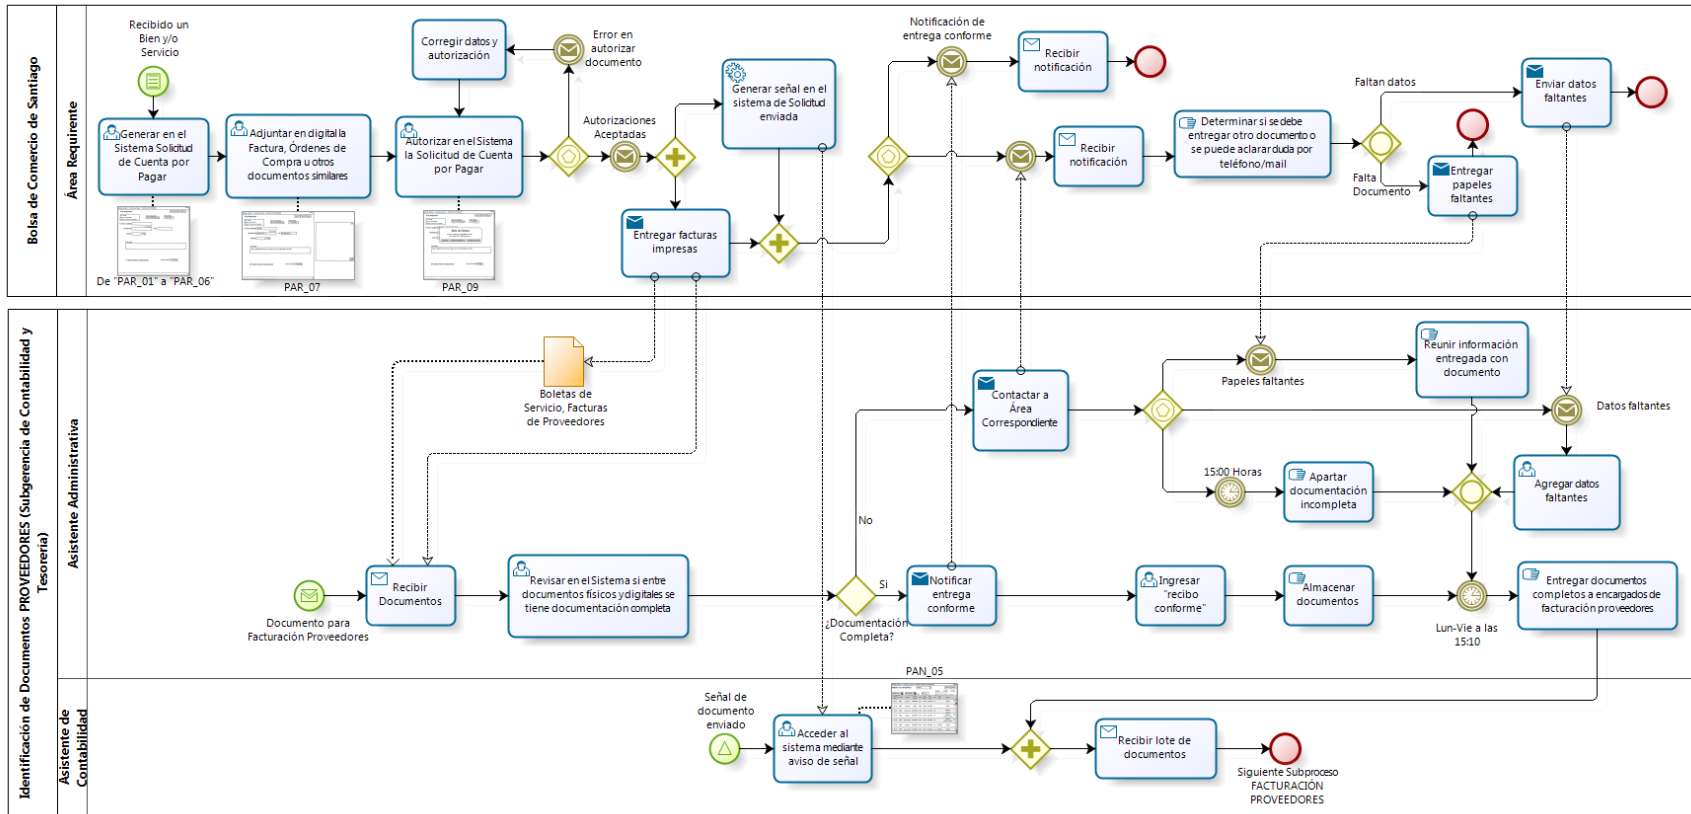 Bolsa de Comercio de Santiago
Área Requirente
Recibido un
Bien y/o
Servicio
Generar en el
Sistema Solicitud
de Cuenta por
Pagar
De "PAR_01" a "PAR_06"
Adjuntar en digital la
Factura, Órdenes de
Compra u otros
documentos similares
PAR_07
Corregir datos y
autorización
Autorizar en el Sistema
la Solicitud de Cuenta
por Pagar
PAR_09
Error en
autorizar
documento
Autorizaciones
Aceptadas
Generar señal en el
sistema de Solicitud
enviada
Entregar facturas
impresas
Notificación de
entrega conforme
Recibir
notificación
Recibir
notificación
Determinar si se debe
entregar otro documento o
se puede aclarar duda por
teléfono/mail
Faltan datos
Falta
Documento
Entregar
papeles
faltantes
Enviar datos
faltantes
Identificación de Documentos PROVEEDORES (Subgerencia de Contabilidad y
Tesorería)
Asistente Administrativa
Boletas de
Servicio, Facturas
de Proveedores
Documento para
Facturación Proveedores
Recibir
Documentos
Revisar en el Sistema si entre
documentos físicos y digitales se
tiene documentación completa
¿Documentación
Completa?
No
Si
Contactar a
Área
Correspondiente
Papeles faltantes
Reunir información
entregada con
documento
Datos faltantes
15:00 Horas
Apartar
documentación
incompleta
Agregar datos
faltantes
Notificar
entrega
conforme
Ingresar
"recibo
conforme"
Almacenar
documentos
Lun-Vie a las
15:10
Entregar documentos
completos a encargados de
facturación proveedores
Asistente de
Contabilidad
Señal de
documento
enviado
Acceder al
sistema mediante
aviso de señal
PAN_05
Recibir lote de
documentos
Siguiente Subproceso
FACTURACIÓN
PROVEEDORES